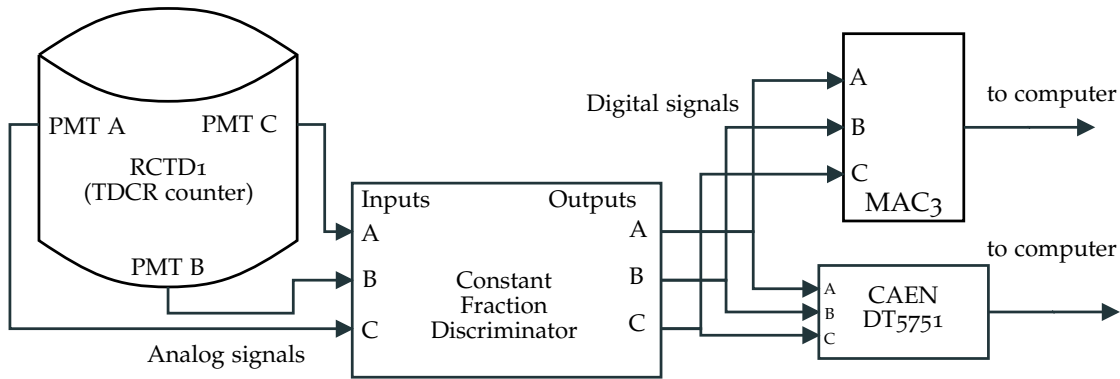 PMT A
PMT C
RCTD1
(TDCR counter)
PMT B
Analog signals
Inputs
Outputs
A
B
C
A
B
C
Constant
Fraction
Discriminator
Digital signals
A
B
C
MAC3
to computer
A
B
C
CAEN
DT5751
to computer